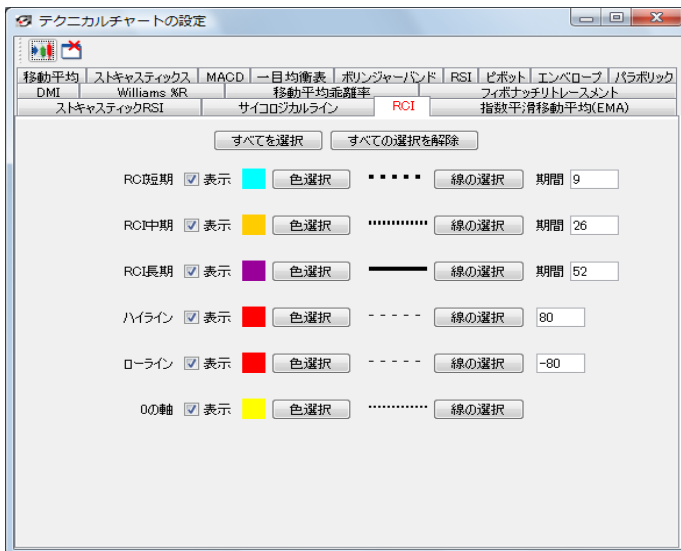 テクニカルチャートの設定
移動平均 ストキャスティックス MACD 一目均衡表 ボリンジャーバンド RSI ピボット エンベロープ パラボリック
DMI Williams %R 移動平均乖離率 フィボナッチリトレースメント
ストキャスティックRSI サイコロジカルライン RCI 指数平滑移動平均(EMA)
すべてを選択 すべての選択を解除
RCI短期 表示 色選択 線の選択 期間 9
RCI中期 表示 色選択 線の選択 期間 26
RCI長期 表示 色選択 線の選択 期間 52
ハイライン 表示 色選択 線の選択 80
ローライン 表示 色選択 線の選択 -80
0の軸 表示 色選択 線の選択